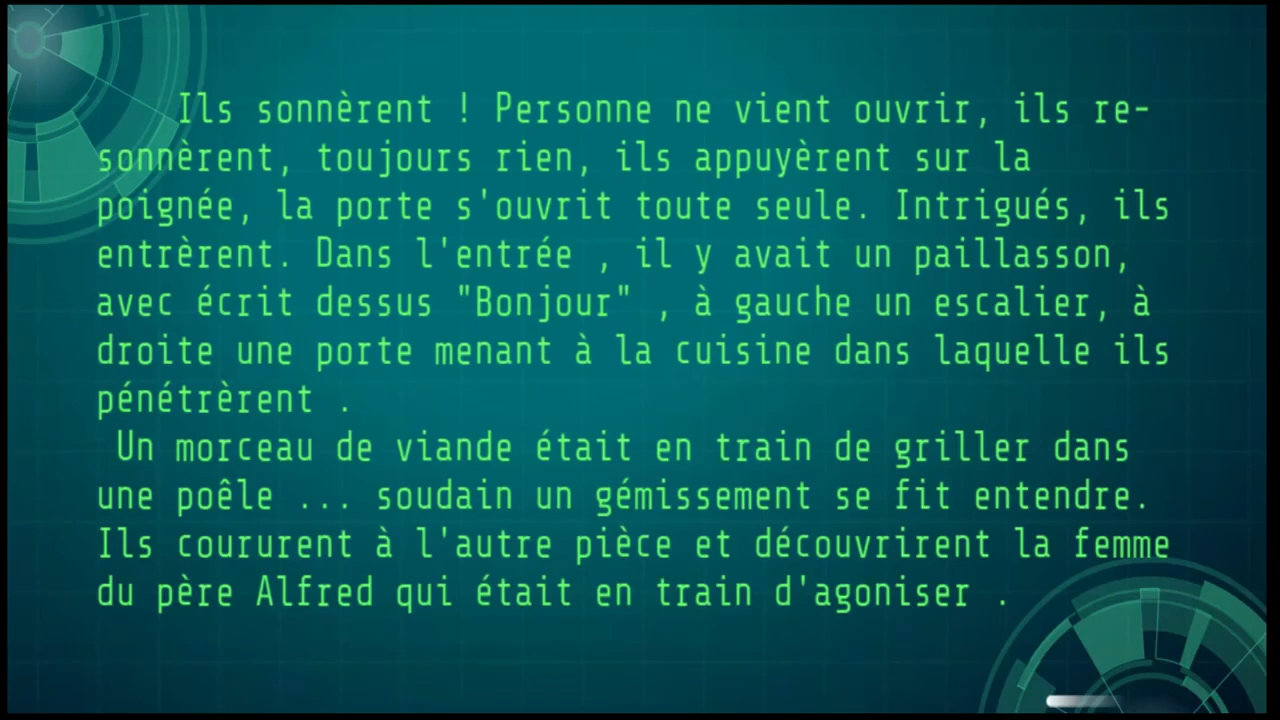 Ils sonnèrent ! Personne ne vient ouvrir, ils re-
sonnèrent, toujours rien, ils appuyèrent sur la
poignée, la porte s'ouvrit toute seule. Intrigués, ils
entrèrent. Dans l'entrée , il y avait un paillasson,
avec écrit dessus "Bonjour" , à gauche un escalier, à
droite une porte menant à la cuisine dans laquelle ils
pénétrèrent .
Un morceau de viande était en train de griller dans
une poêle ... soudain un gémissement se fit entendre.
Ils coururent à l'autre pièce et découvrirent la femme
du père Alfred qui était en train d'agoniser .